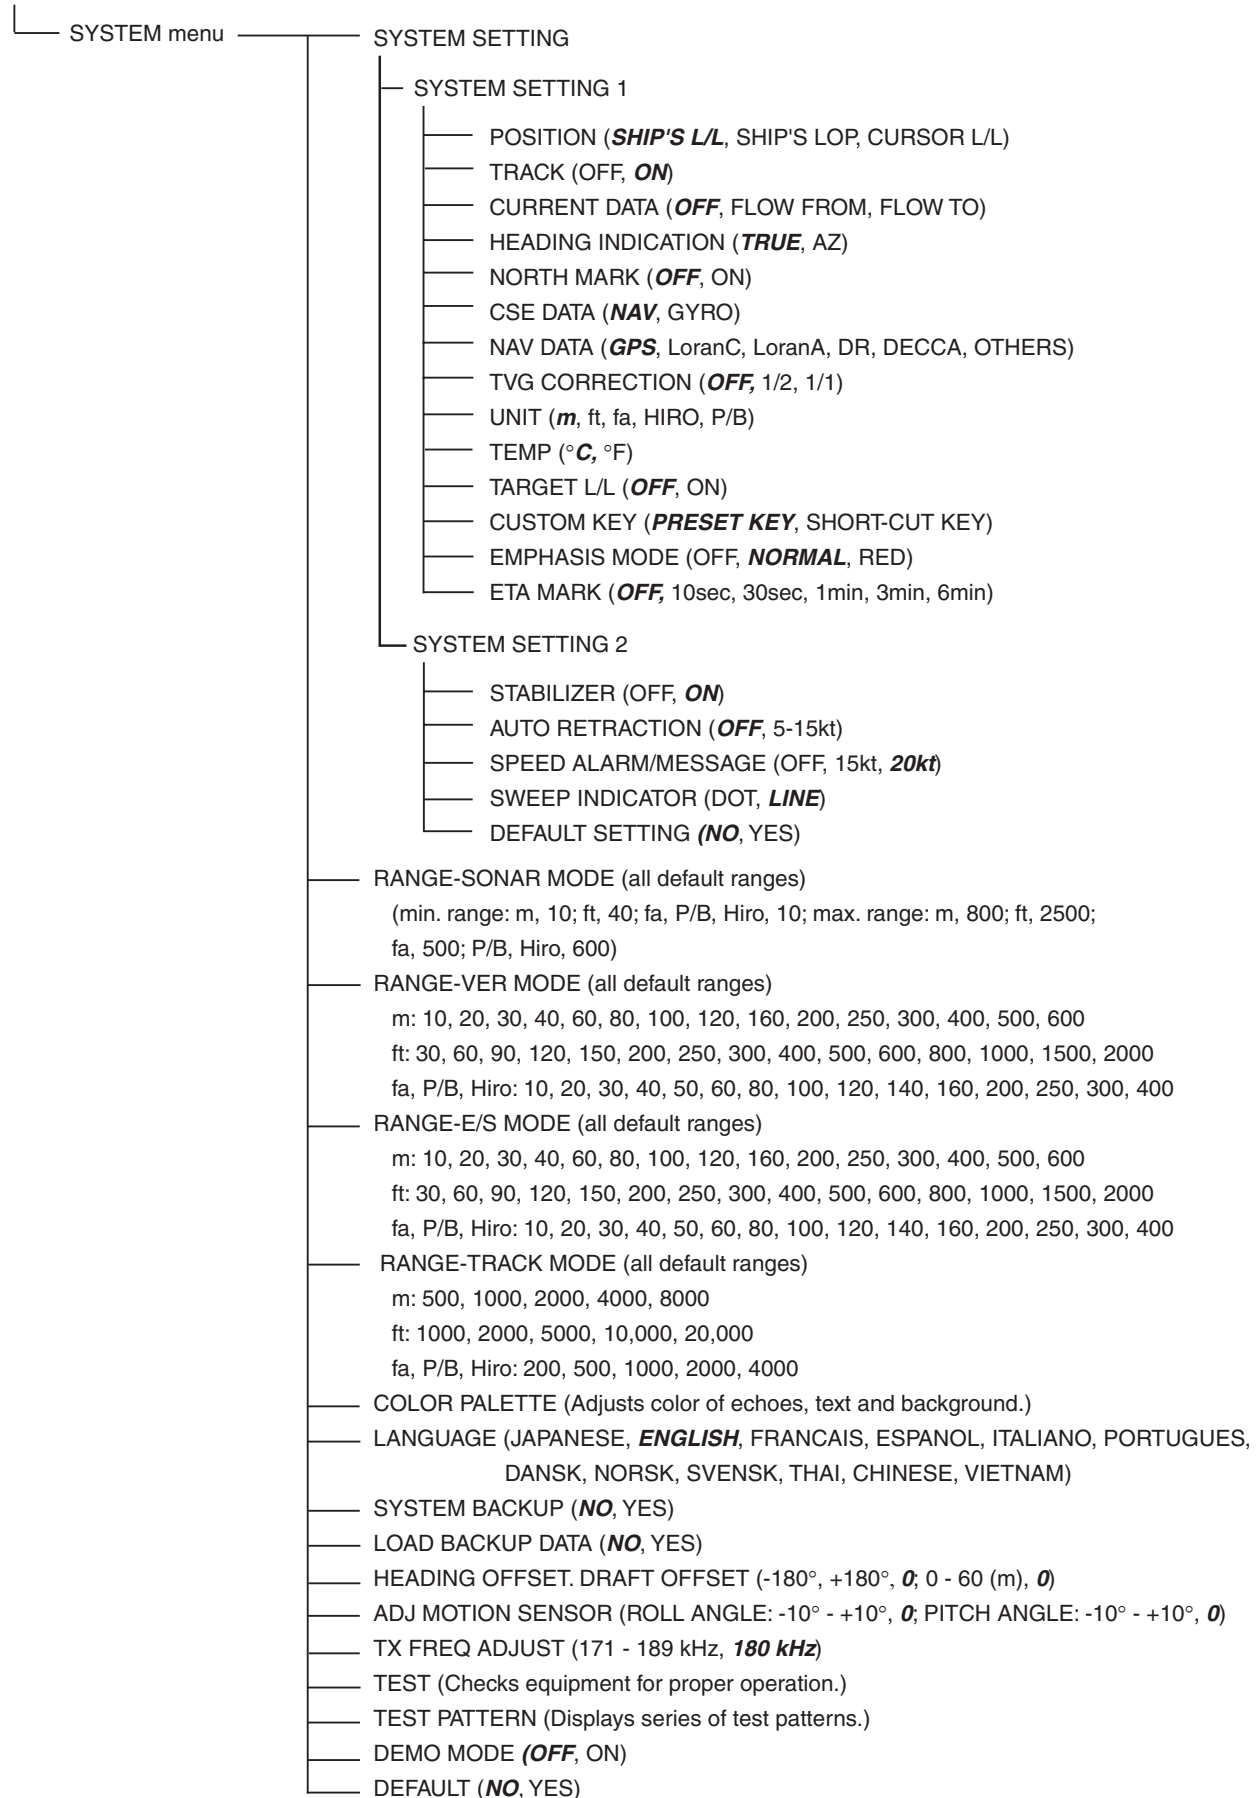 SYSTEM menu
SYSTEM SETTING
SYSTEM SETTING 1
POSITION (SHIP'S L/L, SHIP'S LOP, CURSOR L/L)
TRACK (OFF, ON)
CURRENT DATA (OFF, FLOW FROM, FLOW TO)
HEADING INDICATION (TRUE, AZ)
NORTH MARK (OFF, ON)
CSE DATA (NAV, GYRO)
NAV DATA (GPS, LoranC, LoranA, DR, DECCA, OTHERS)
TVG CORRECTION (OFF, 1/2, 1/1)
UNIT (m, ft, fa, HIRO, P/B)
TEMP (°C, °F)
TARGET L/L (OFF, ON)
CUSTOM KEY (PRESET KEY, SHORT-CUT KEY)
EMPHASIS MODE (OFF, NORMAL, RED)
ETA MARK (OFF, 10sec, 30sec, 1min, 3min, 6min)
SYSTEM SETTING 2
STABILIZER (OFF, ON)
AUTO RETRACTION (OFF, 5-15kt)
SPEED ALARM/MESSAGE (OFF, 15kt, 20kt)
SWEEP INDICATOR (DOT, LINE)
DEFAULT SETTING (NO, YES)
RANGE-SONAR MODE (all default ranges)
(min. range: m, 10; ft, 40; fa, P/B, Hiro, 10; max. range: m, 800; ft, 2500;
fa, 500; P/B, Hiro, 600)
RANGE-VER MODE (all default ranges)
m: 10, 20, 30, 40, 60, 80, 100, 120, 160, 200, 250, 300, 400, 500, 600
ft: 30, 60, 90, 120, 150, 200, 250, 300, 400, 500, 600, 800, 1000, 1500, 2000
fa, P/B, Hiro: 10, 20, 30, 40, 50, 60, 80, 100, 120, 140, 160, 200, 250, 300, 400
RANGE-E/S MODE (all default ranges)
m: 10, 20, 30, 40, 60, 80, 100, 120, 160, 200, 250, 300, 400, 500, 600
ft: 30, 60, 90, 120, 150, 200, 250, 300, 400, 500, 600, 800, 1000, 1500, 2000
fa, P/B, Hiro: 10, 20, 30, 40, 50, 60, 80, 100, 120, 140, 160, 200, 250, 300, 400
RANGE-TRACK MODE (all default ranges)
m: 500, 1000, 2000, 4000, 8000
ft: 1000, 2000, 5000, 10,000, 20,000
fa, P/B, Hiro: 200, 500, 1000, 2000, 4000
COLOR PALETTE (Adjusts color of echoes, text and background.)
LANGUAGE (JAPANESE, ENGLISH, FRANCAIS, ESPANOL, ITALIANO, PORTUGUES,
DANSK, NORSK, SVENSK, THAI, CHINESE, VIETNAM)
SYSTEM BACKUP (NO, YES)
LOAD BACKUP DATA (NO, YES)
HEADING OFFSET. DRAFT OFFSET (-180°, +180°, 0; 0 - 60 (m), 0)
ADJ MOTION SENSOR (ROLL ANGLE: -10° - +10°, 0; PITCH ANGLE: -10° - +10°, 0)
TX FREQ ADJUST (171 - 189 kHz, 180 kHz)
TEST (Checks equipment for proper operation.)
TEST PATTERN (Displays series of test patterns.)
DEMO MODE (OFF, ON)
DEFAULT (NO, YES)